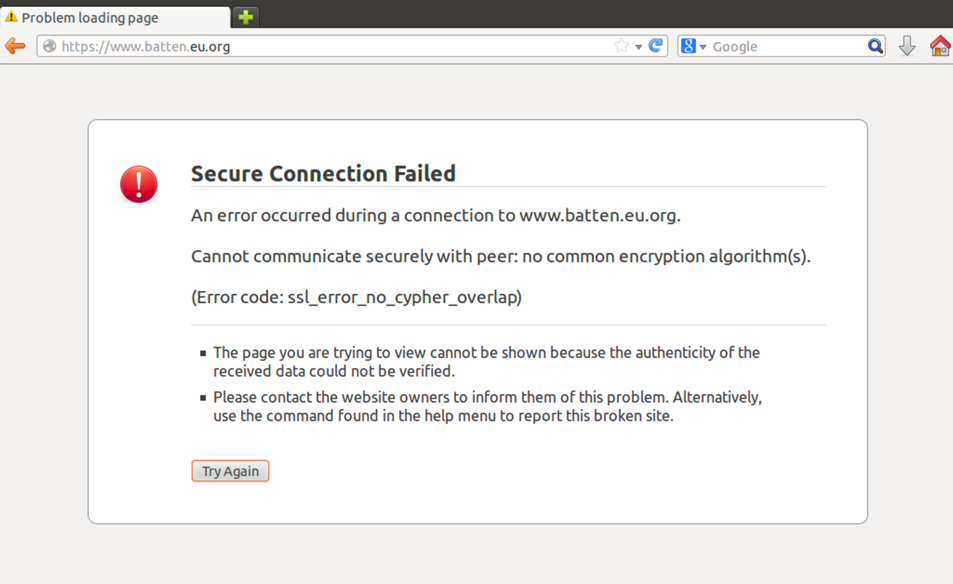 Problem loading page
https://www.batten.eu.org
8
Google
Secure Connection Failed
An error occurred during a connection to www.batten.eu.org.
Cannot communicate securely with peer: no common encryption algorithm(s).
(Error code: ssl_error_no_cypher_overlap)
The page you are trying to view cannot be shown because the authenticity of the
received data could not be verified.
Please contact the website owners to inform them of this problem. Alternatively,
use the command found in the help menu to report this broken site.
Try Again